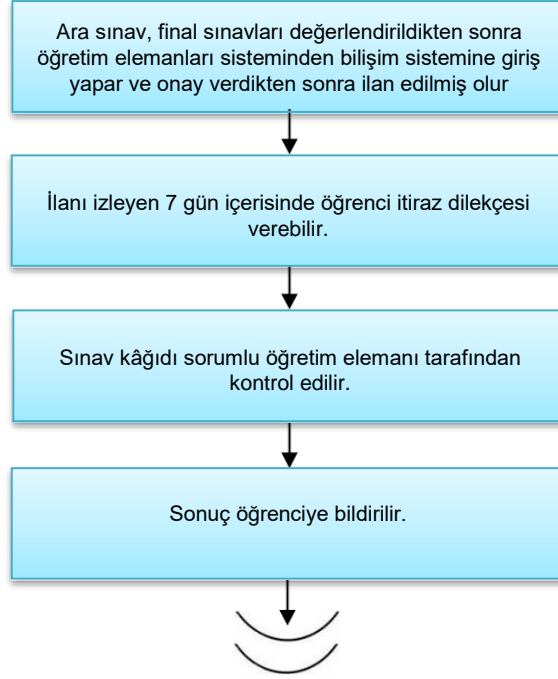 Ara sınav, final sınavları değerlendirildikten sonra
öğretim elemanları sisteminden bilişim sistemine giriş
yapar ve onay verdikten sonra ilan edilmiş olur
İlanı izleyen 7 gün içerisinde öğrenci itiraz dilekçesi
verebilir.
Sınav kâğıdı sorumlu öğretim elemanı tarafından
kontrol edilir.
Sonuç öğrenciye bildirilir.